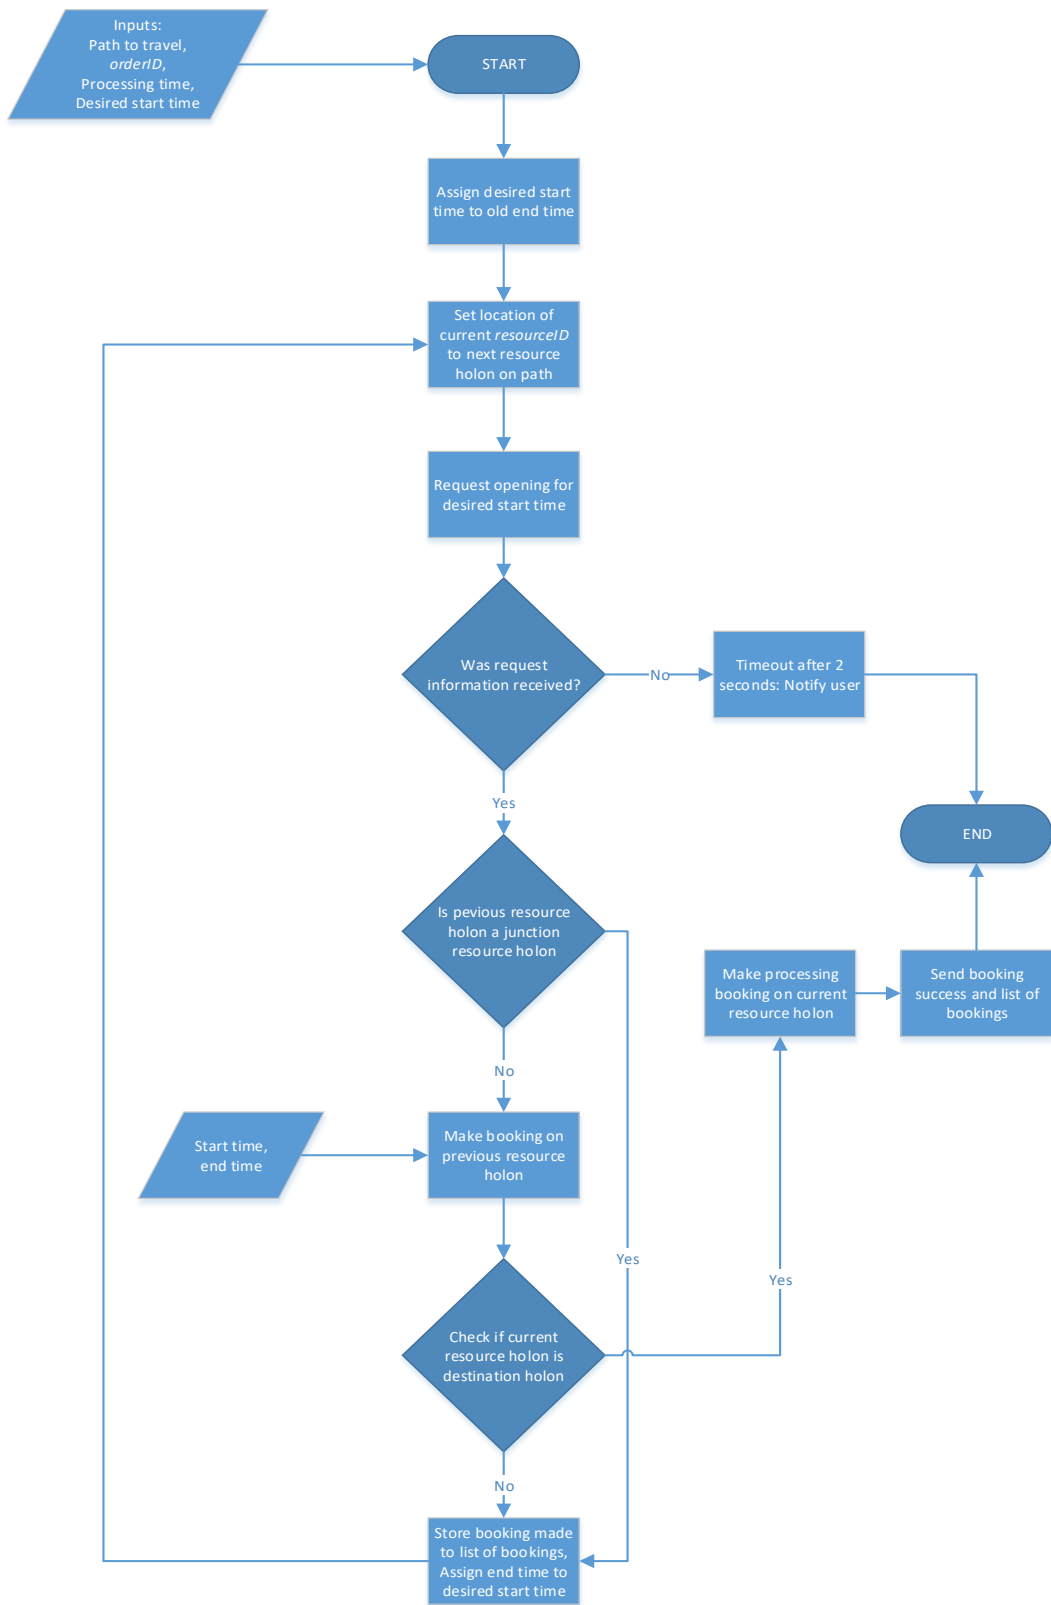 Inputs:
Path to travel,
orderID,
Processing time,
Desired start time
START
Assign desired start
time to old end time
Set location of
current resourceID
to next resource
holon on path
Request opening for
desired start time
Was request
information received?
No
Timeout after 2
seconds: Notify user
Yes
END
Is pevious resource
holon a junction
resource holon
Make processing
booking on current
resource holon
Send booking
success and list of
bookings
No
Start time,
end time
Make booking on
previous resource
holon
Yes
Yes
Check if current
resource holon is
destination holon
No
Store booking made
to list of bookings,
Assign end time to
desired start time